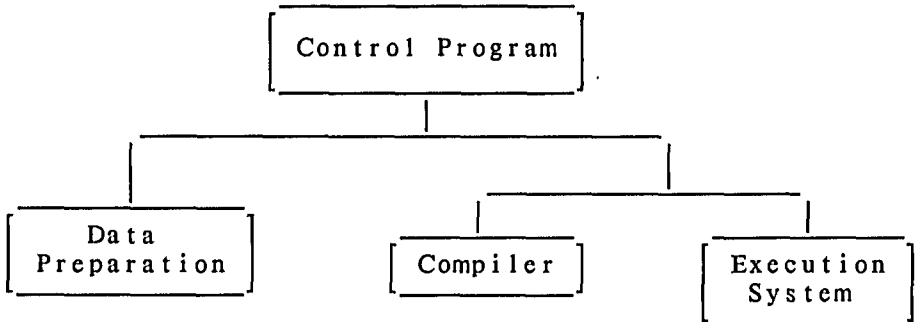 Control Program
Data
Preparation
Compiler
Execution
System